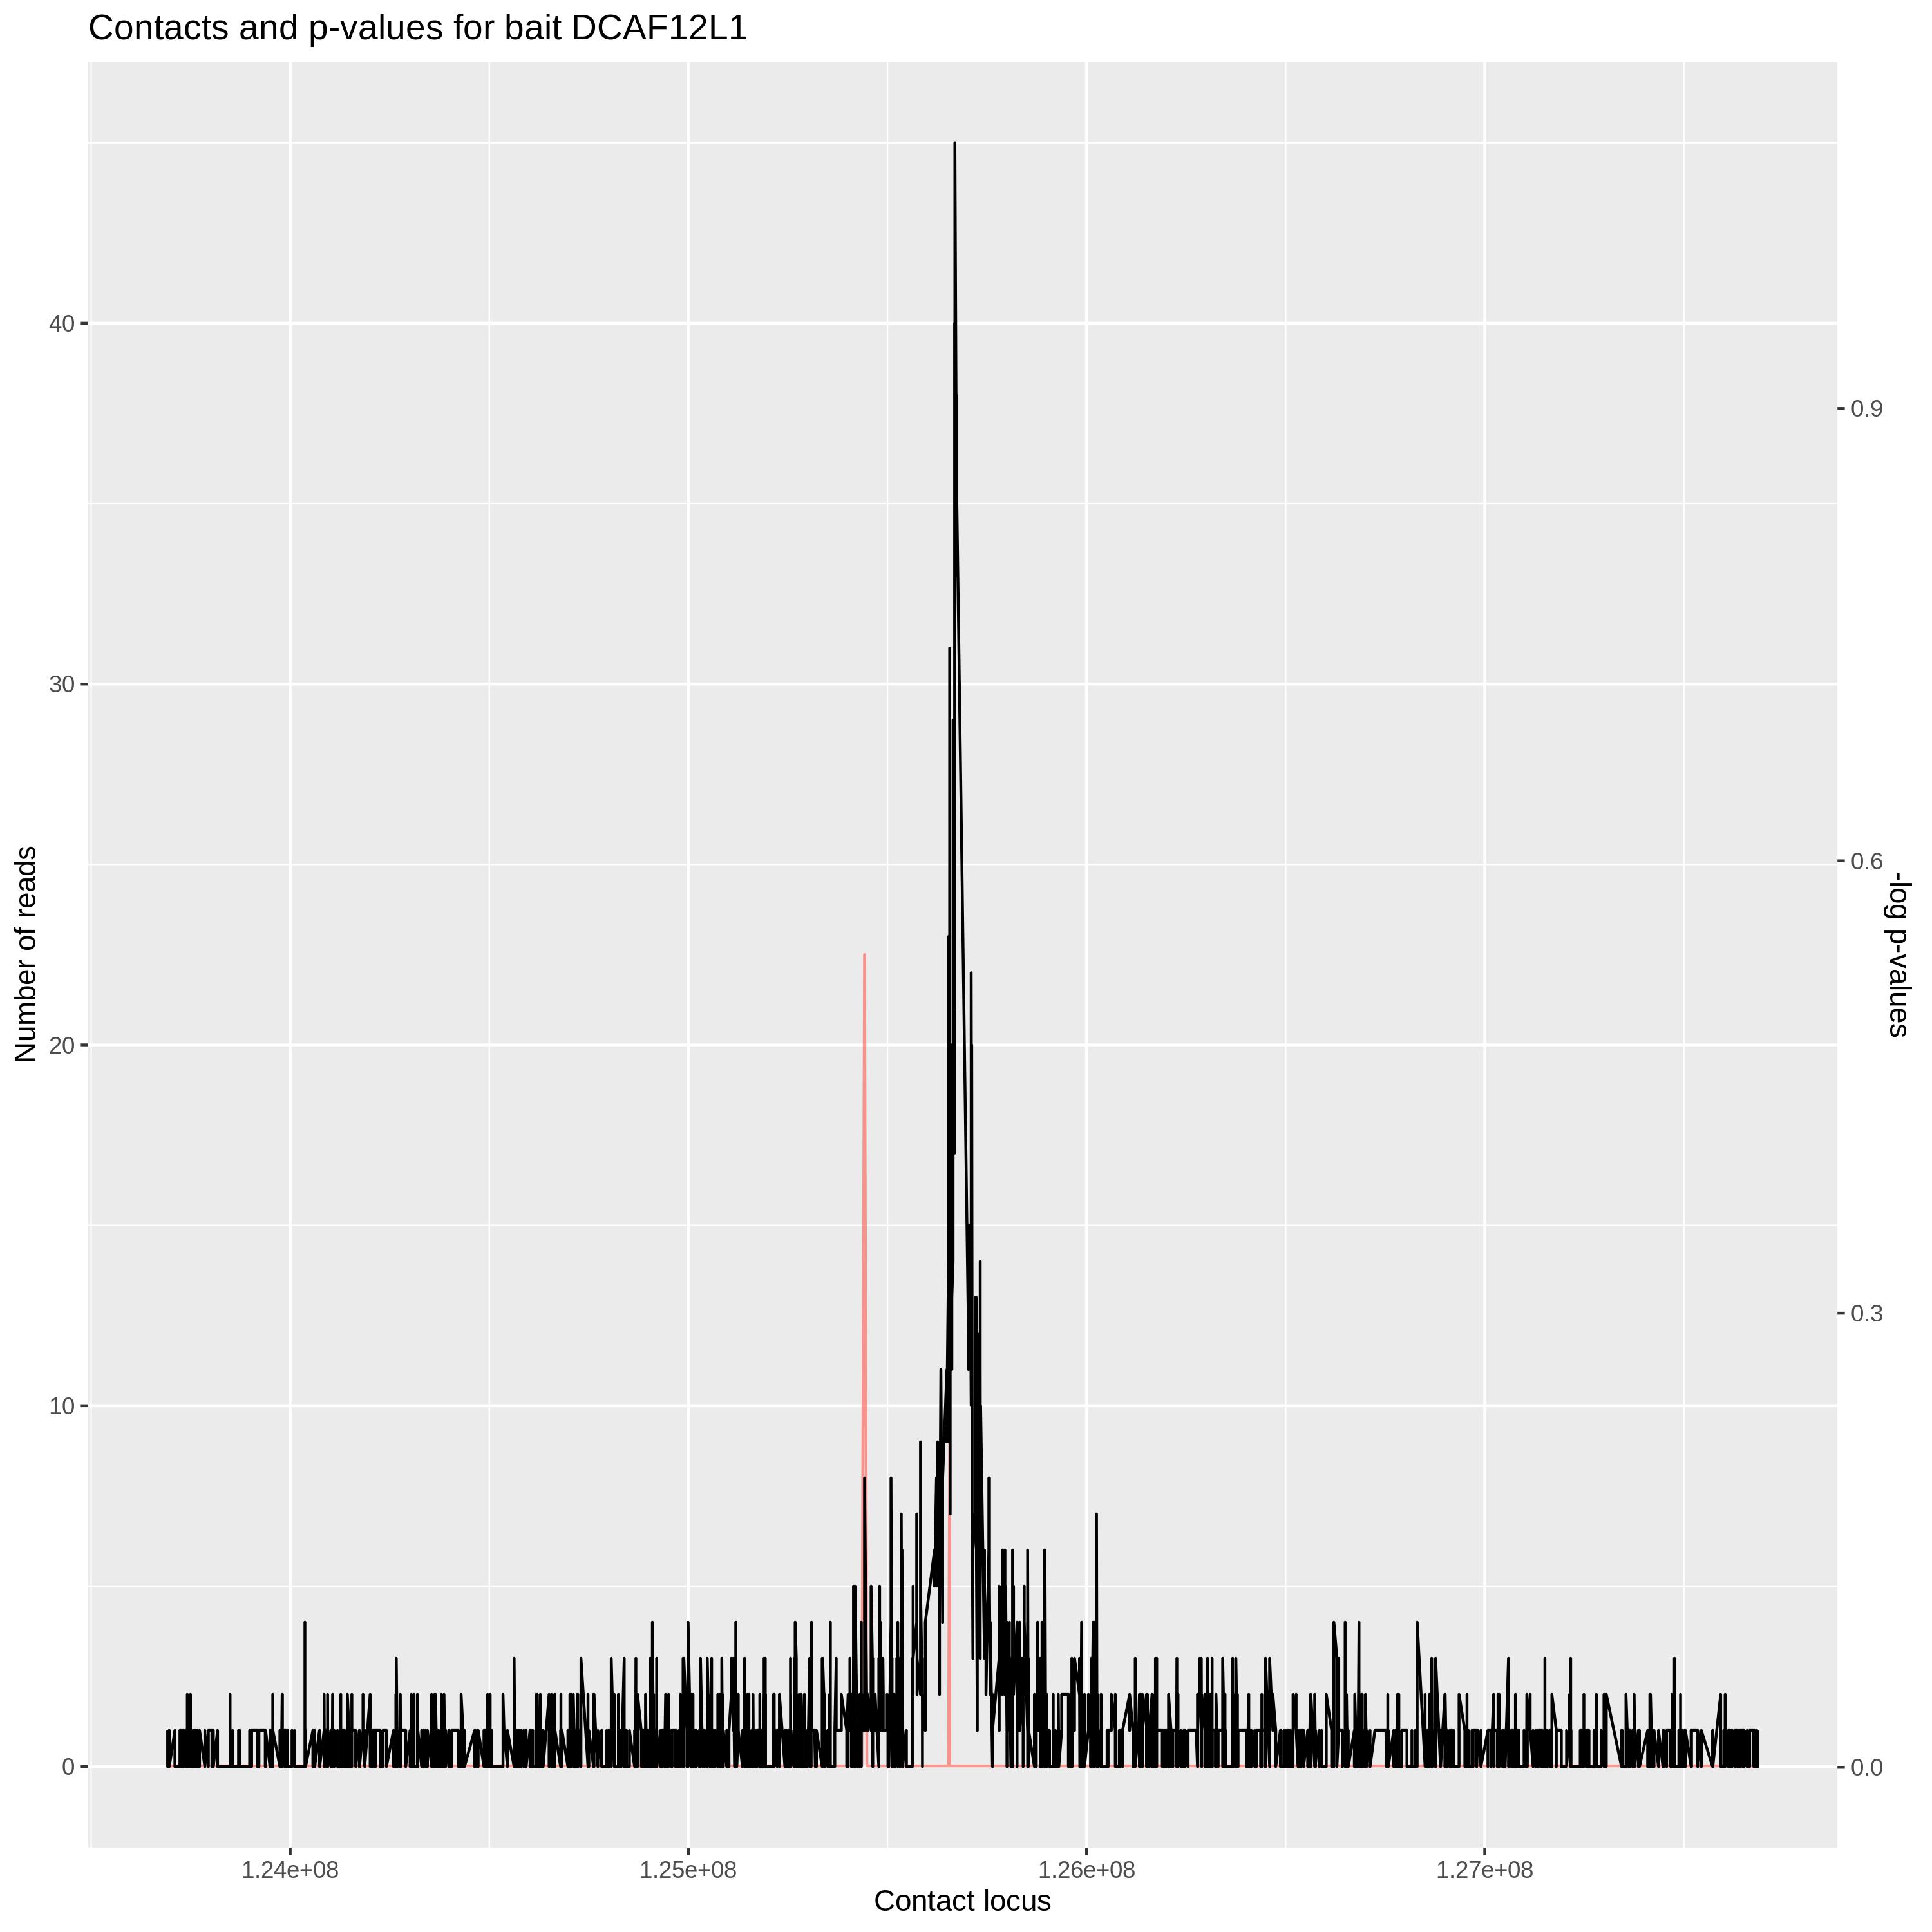 Contacts and p-values for bait DCAF12L1
40
30
20
10
0
Number of reads
0.9
0.6
0.3
0.0
-log p-values
1.24e+08
1.25e+08
1.26e+08
1.27e+08
Contact locus